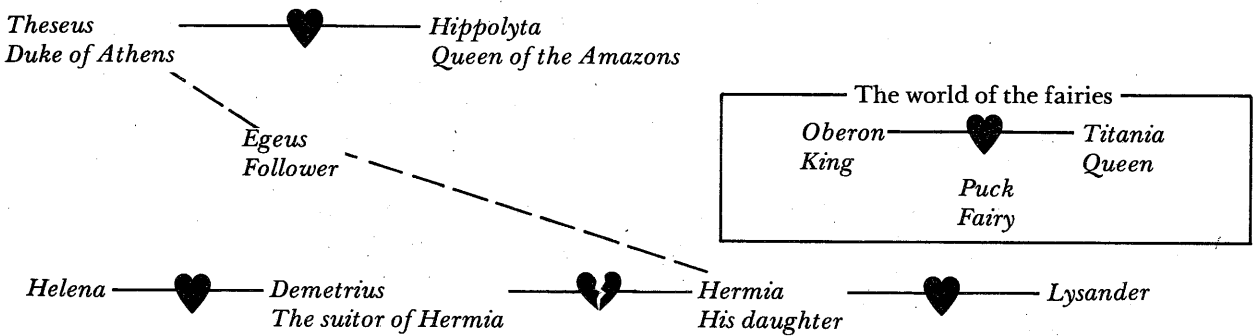 Theseus
Duke of Athens
Hippolyta
Queen of the Amazons
Egeus
Follower
The world of the fairies
Oberon
King
Titania
Queen
Puck
Fairy
Helena
Demetrius
The suitor of Hermia
Hermia
His daughter
Lysander